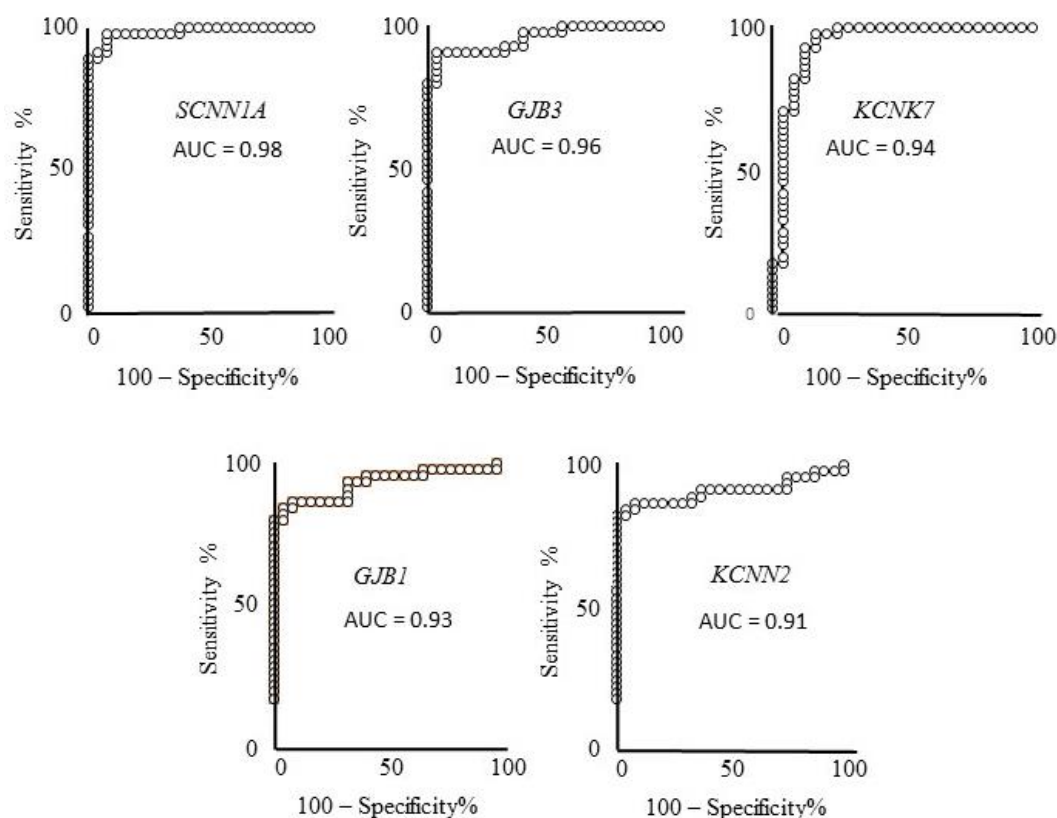 100
50
0
Sensitivity %
SCNN1A
AUC = 0.98
0 50 100
100 – Specificity%
100
50
0
Sensitivity %
GJB3
AUC = 0.96
0 50 100
100 – Specificity%
100
50
0
Sensitivity %
KCNK7
AUC = 0.94
0 50 100
100 – Specificity%
100
50
0
Sensitivity %
GJB1
AUC = 0.93
0 50 100
100 – Specificity%
100
50
0
Sensitivity %
KCNN2
AUC = 0.91
0 50 100
100 – Specificity%